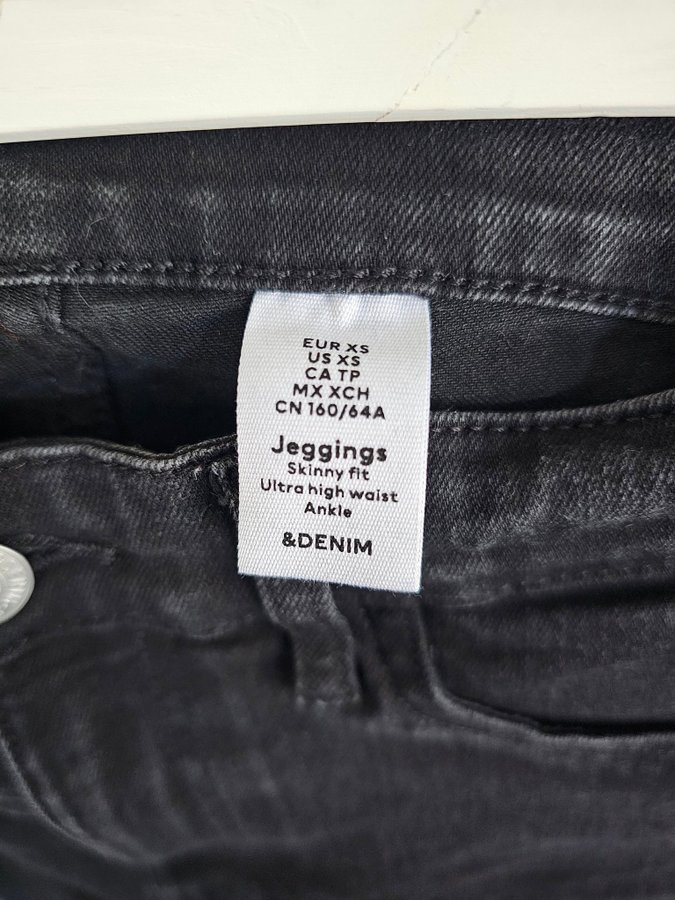 EUR XS
US XS
CA TP
MX XCH
CN 160/64A
Jeggings
Skinny fit
Ultra high waist
Ankle
&DENIM